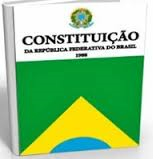 CONSTITUIÇÃO
DA REPÚBLICA FEDERATIVA DO BRASIL
1988